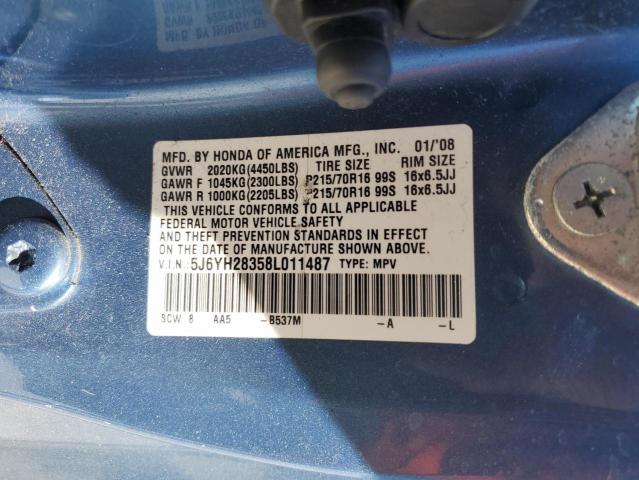 MFD. BY HONDA OF AMERICA MFG., INC. 01/'08
GVWR 2020KG(4450LBS) TIRE SIZE RIM SIZE
GAWR F 1045KG(2300LBS) P215/70R16 99S 16x6.5JJ
GAWR R 1000KG(2205LBS) P215/70R16 99S 16x6.5JJ
THIS VEHICLE CONFORMS TO ALL APPLICABLE
FEDERAL MOTOR VEHICLE SAFETY
AND THEFT PREVENTION STANDARDS IN EFFECT
ON THE DATE OF MANUFACTURE SHOWN ABOVE.
V.I.N.: 5J6YH28358L011487 TYPE: MPV
SCW 8 AA5 -B537M -A -L